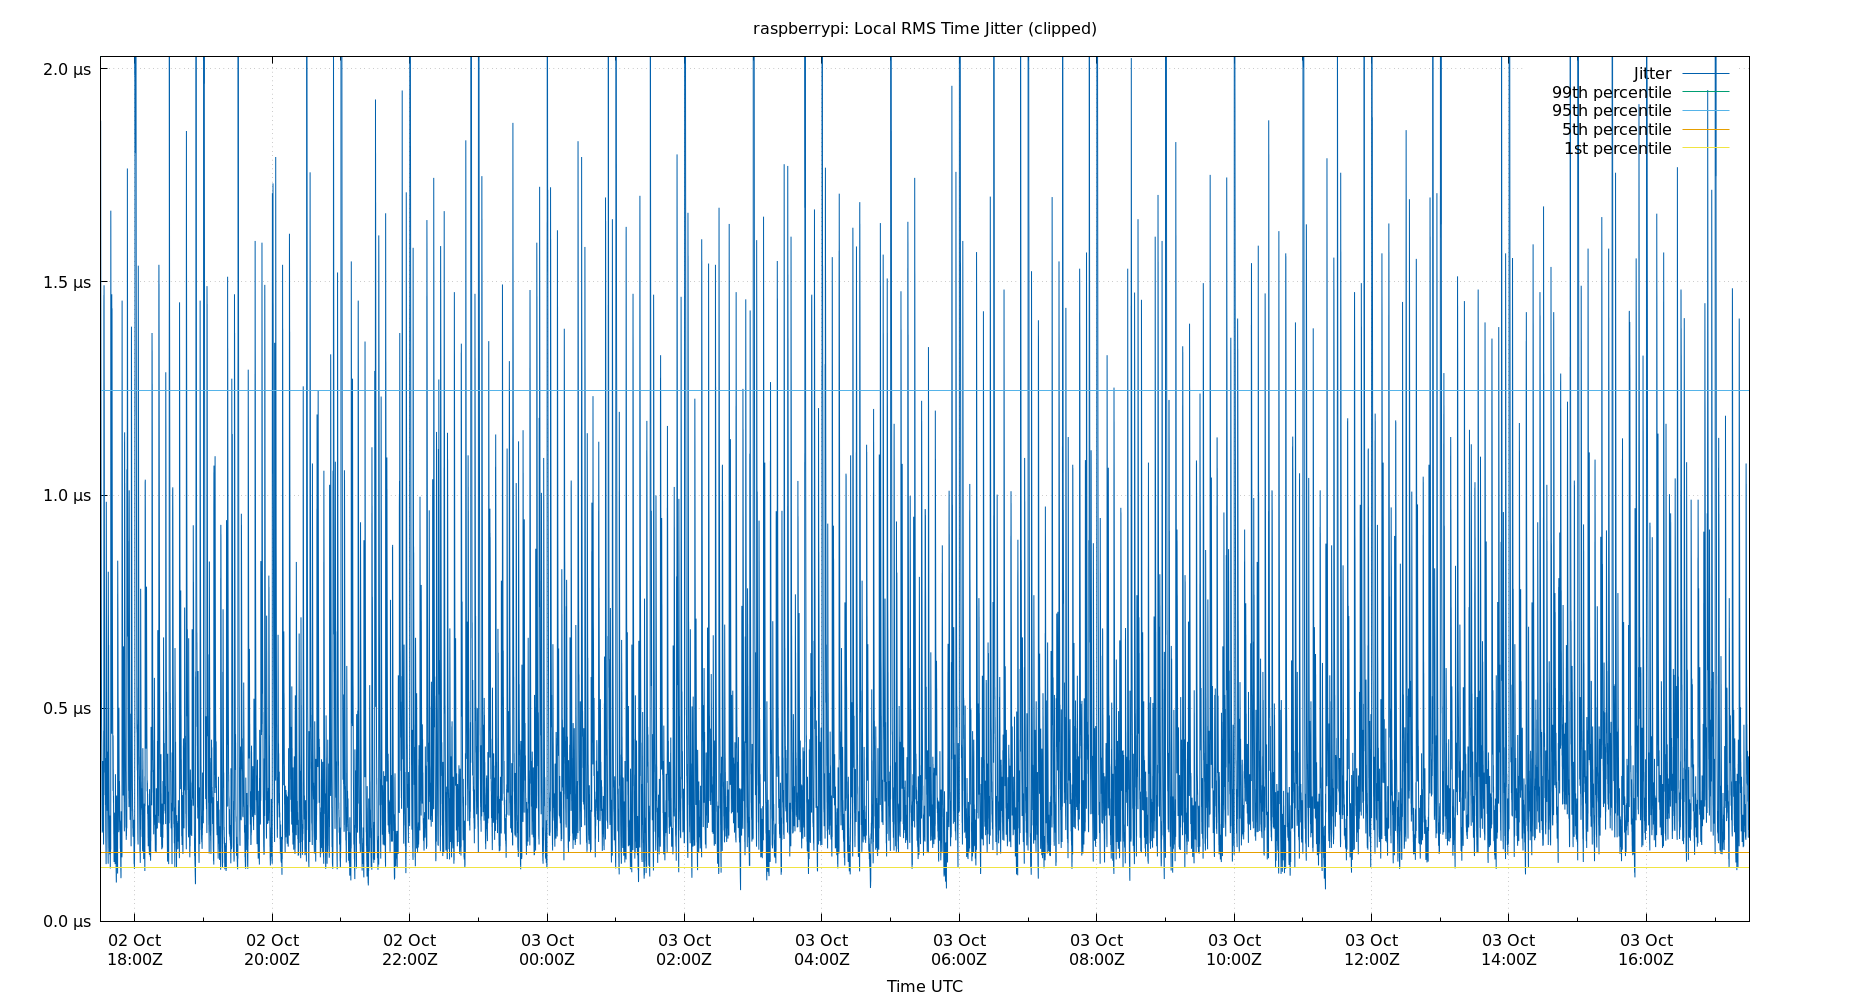 raspberrypi: Local RMS Time Jitter (clipped)
2.0 µs
1.5 µs
1.0 µs
0.5 µs
0.0 µs
Jitter
99th percentile
95th percentile
5th percentile
1st percentile
02 Oct 02 Oct 02 Oct 03 Oct 03 Oct 03 Oct 03 Oct 03 Oct 03 Oct 03 Oct 03 Oct 03 Oct
18:00Z 20:00Z 22:00Z 00:00Z 02:00Z 04:00Z 06:00Z 08:00Z 10:00Z 12:00Z 14:00Z 16:00Z
Time UTC